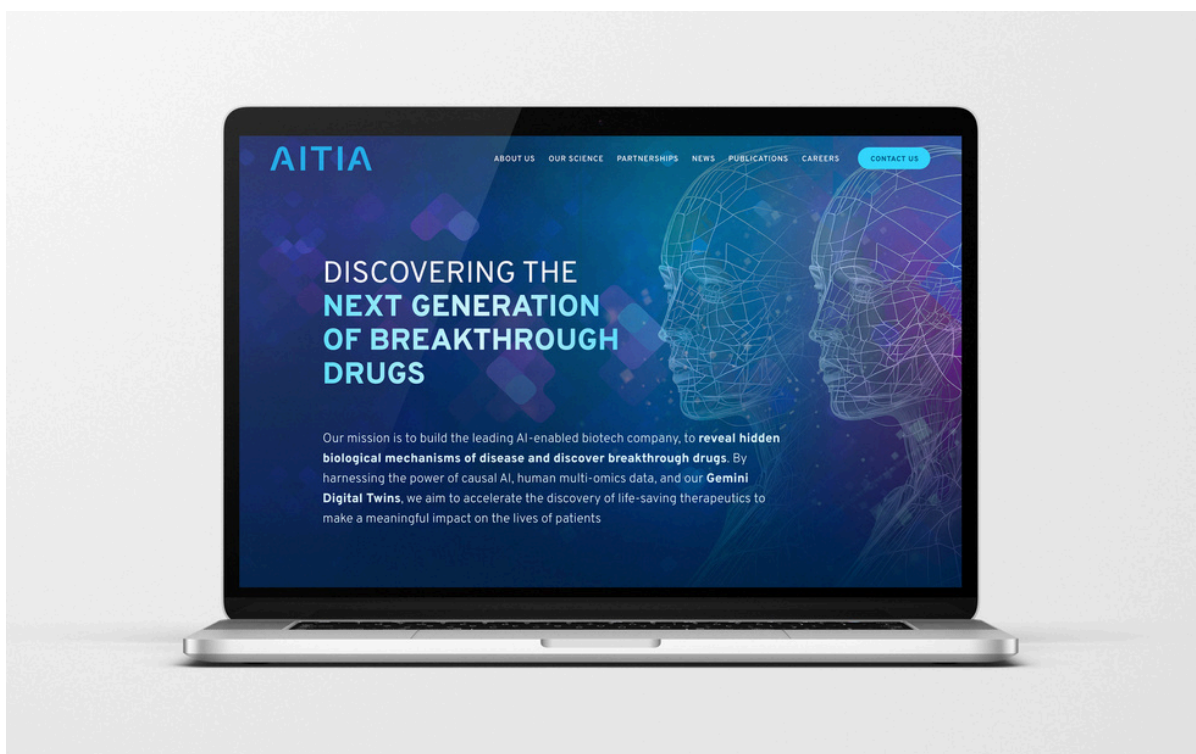 AITIA
ABOUT US OUR SCIENCE PARTNERSHIPS NEWS PUBLICATIONS CAREERS CONTACT US
DISCOVERING THE
NEXT GENERATION
OF BREAKTHROUGH
DRUGS
Our mission is to build the leading AI-enabled biotech company, to reveal hidden
biological mechanisms of disease and discover breakthrough drugs. By
harnessing the power of causal AI, human multi-omics data, and our Gemini
Digital Twins, we aim to accelerate the discovery of life-saving therapeutics to
make a meaningful impact on the lives of patients